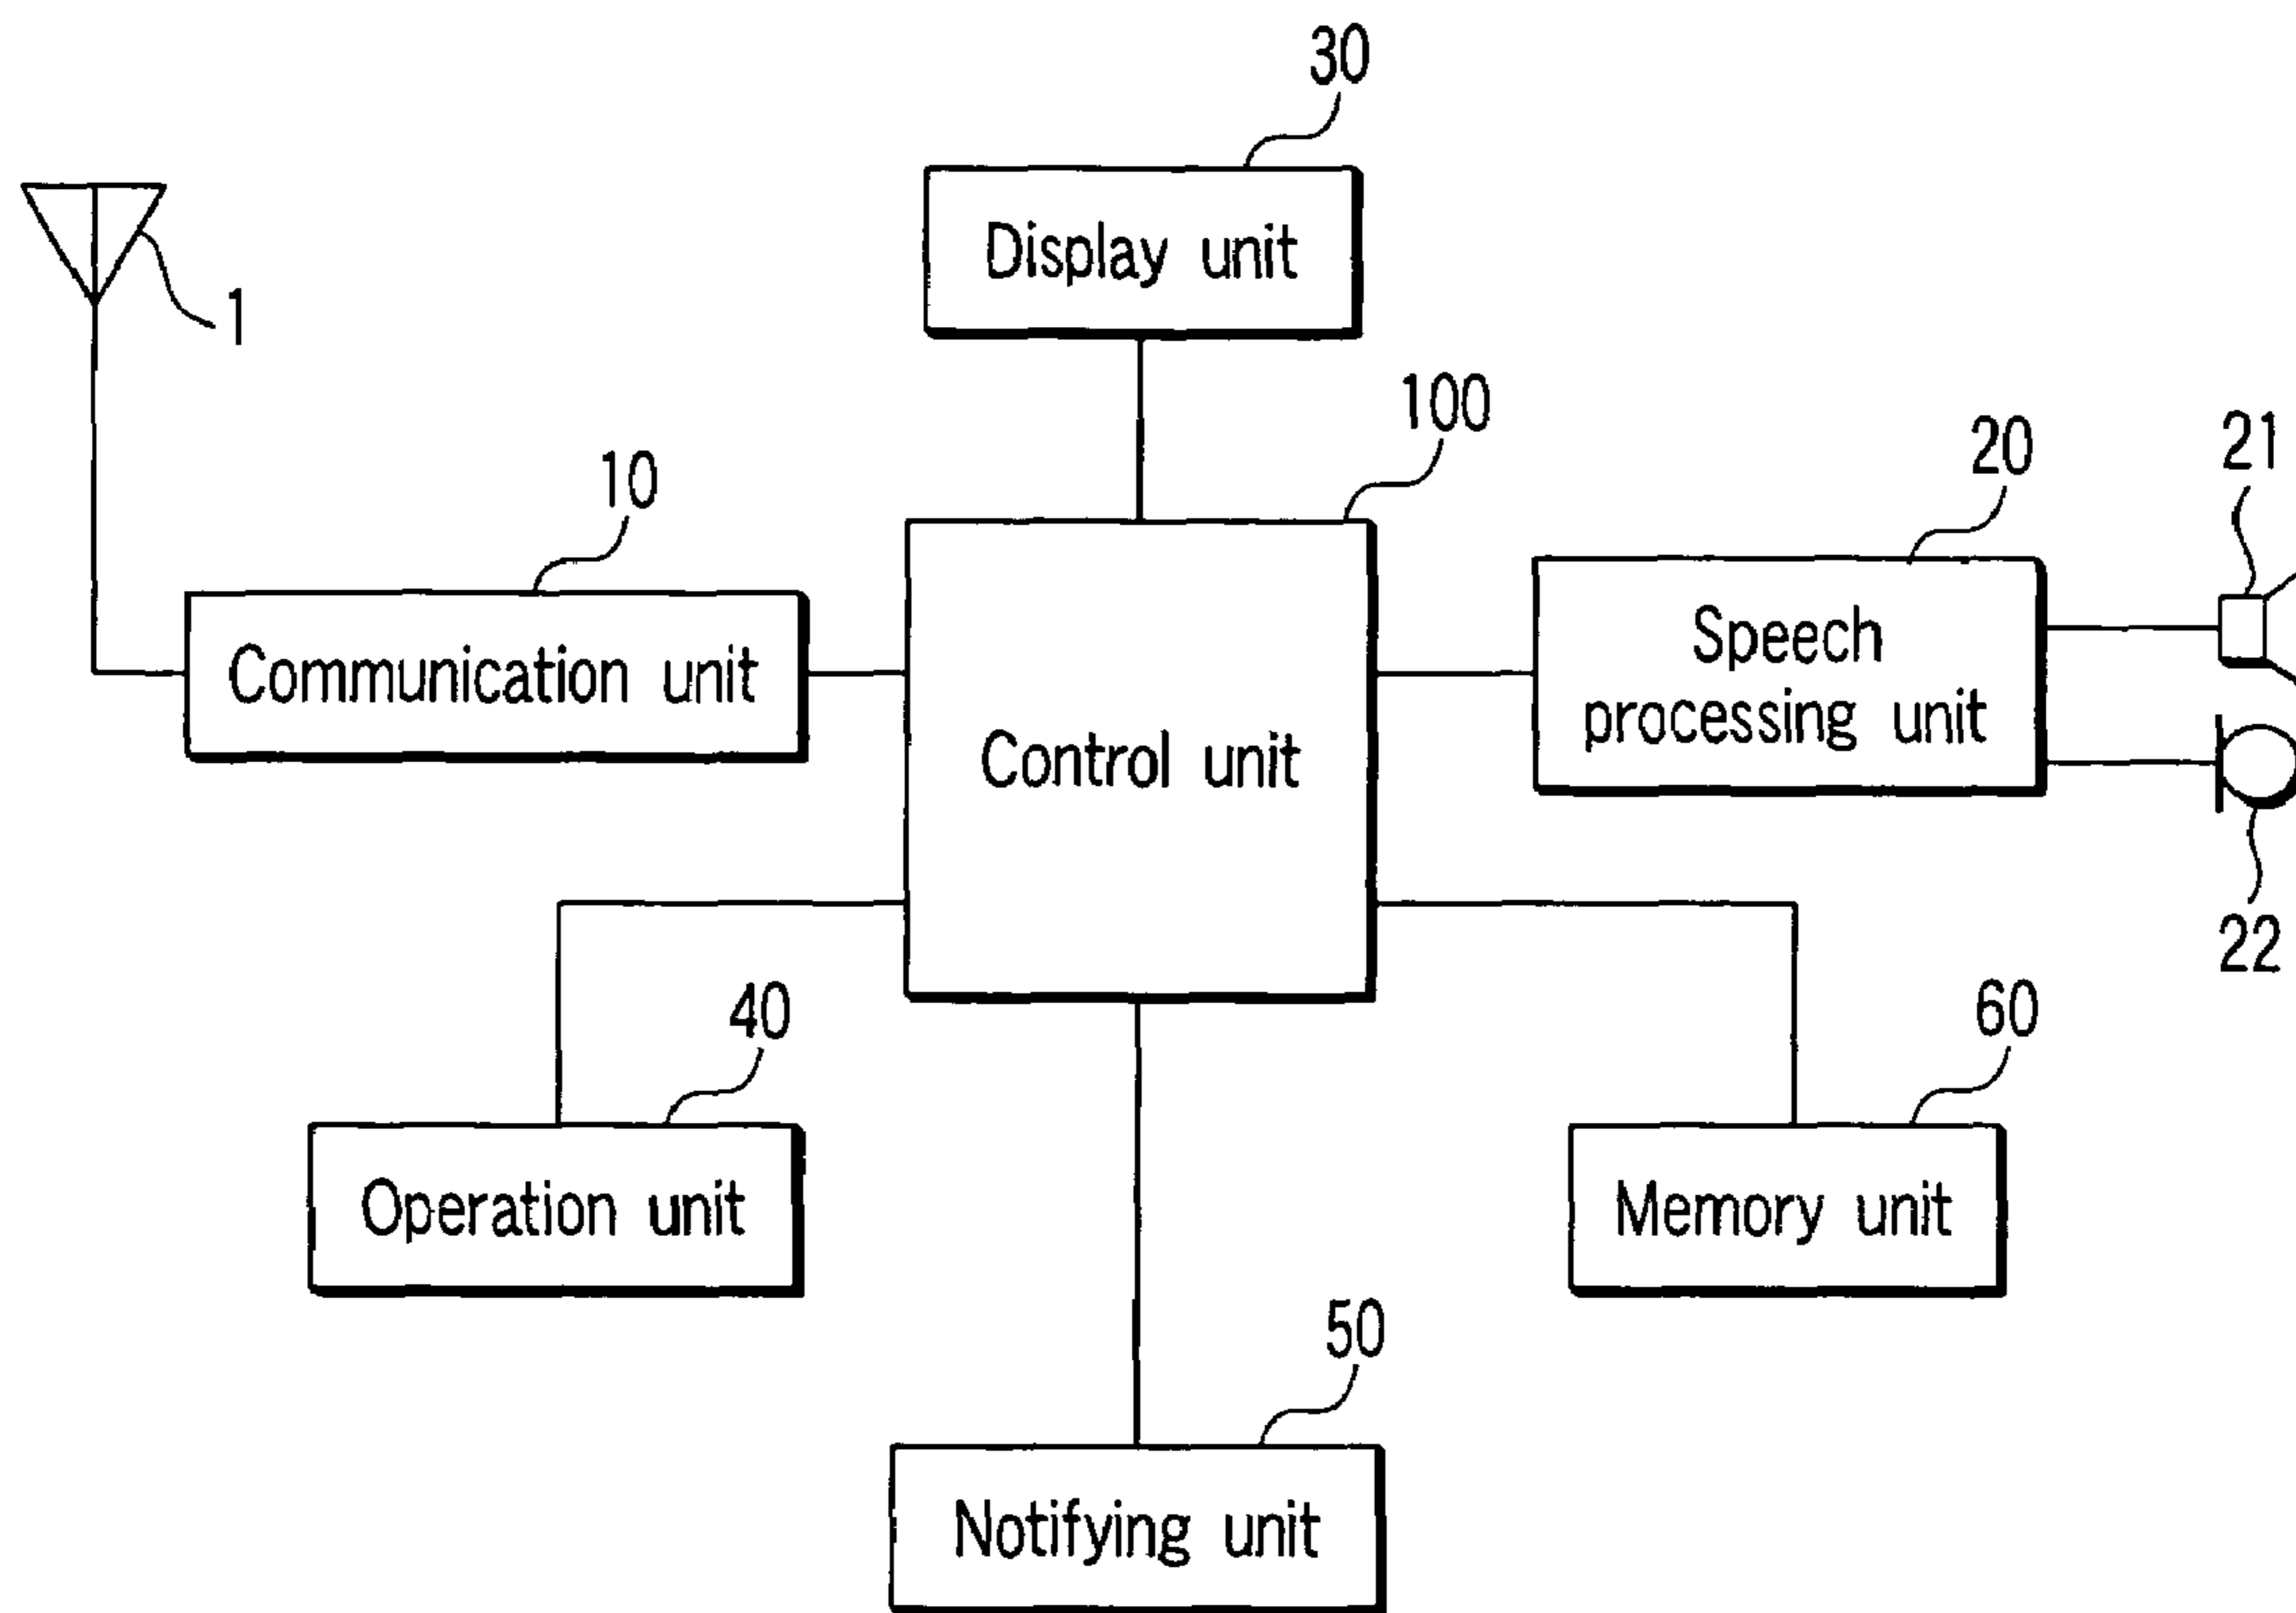 30
Display unit
1
100
10
20
21
Communication unit
Control unit
Speech
processing unit
22
40
60
Operation unit
Memory unit
50
Notifying unit